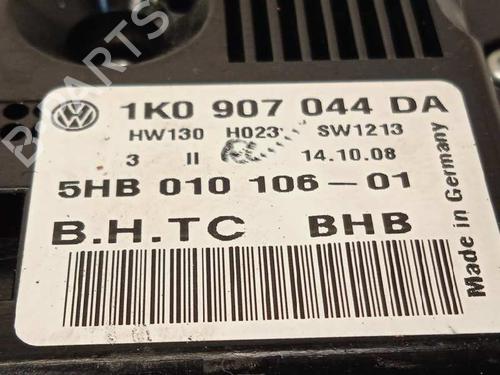 1K0 907 044 DA
HW130 H023 SW1213
3 II 14.10.08
5HB 010 106-01
B.H.TC BHB
Made in Germany